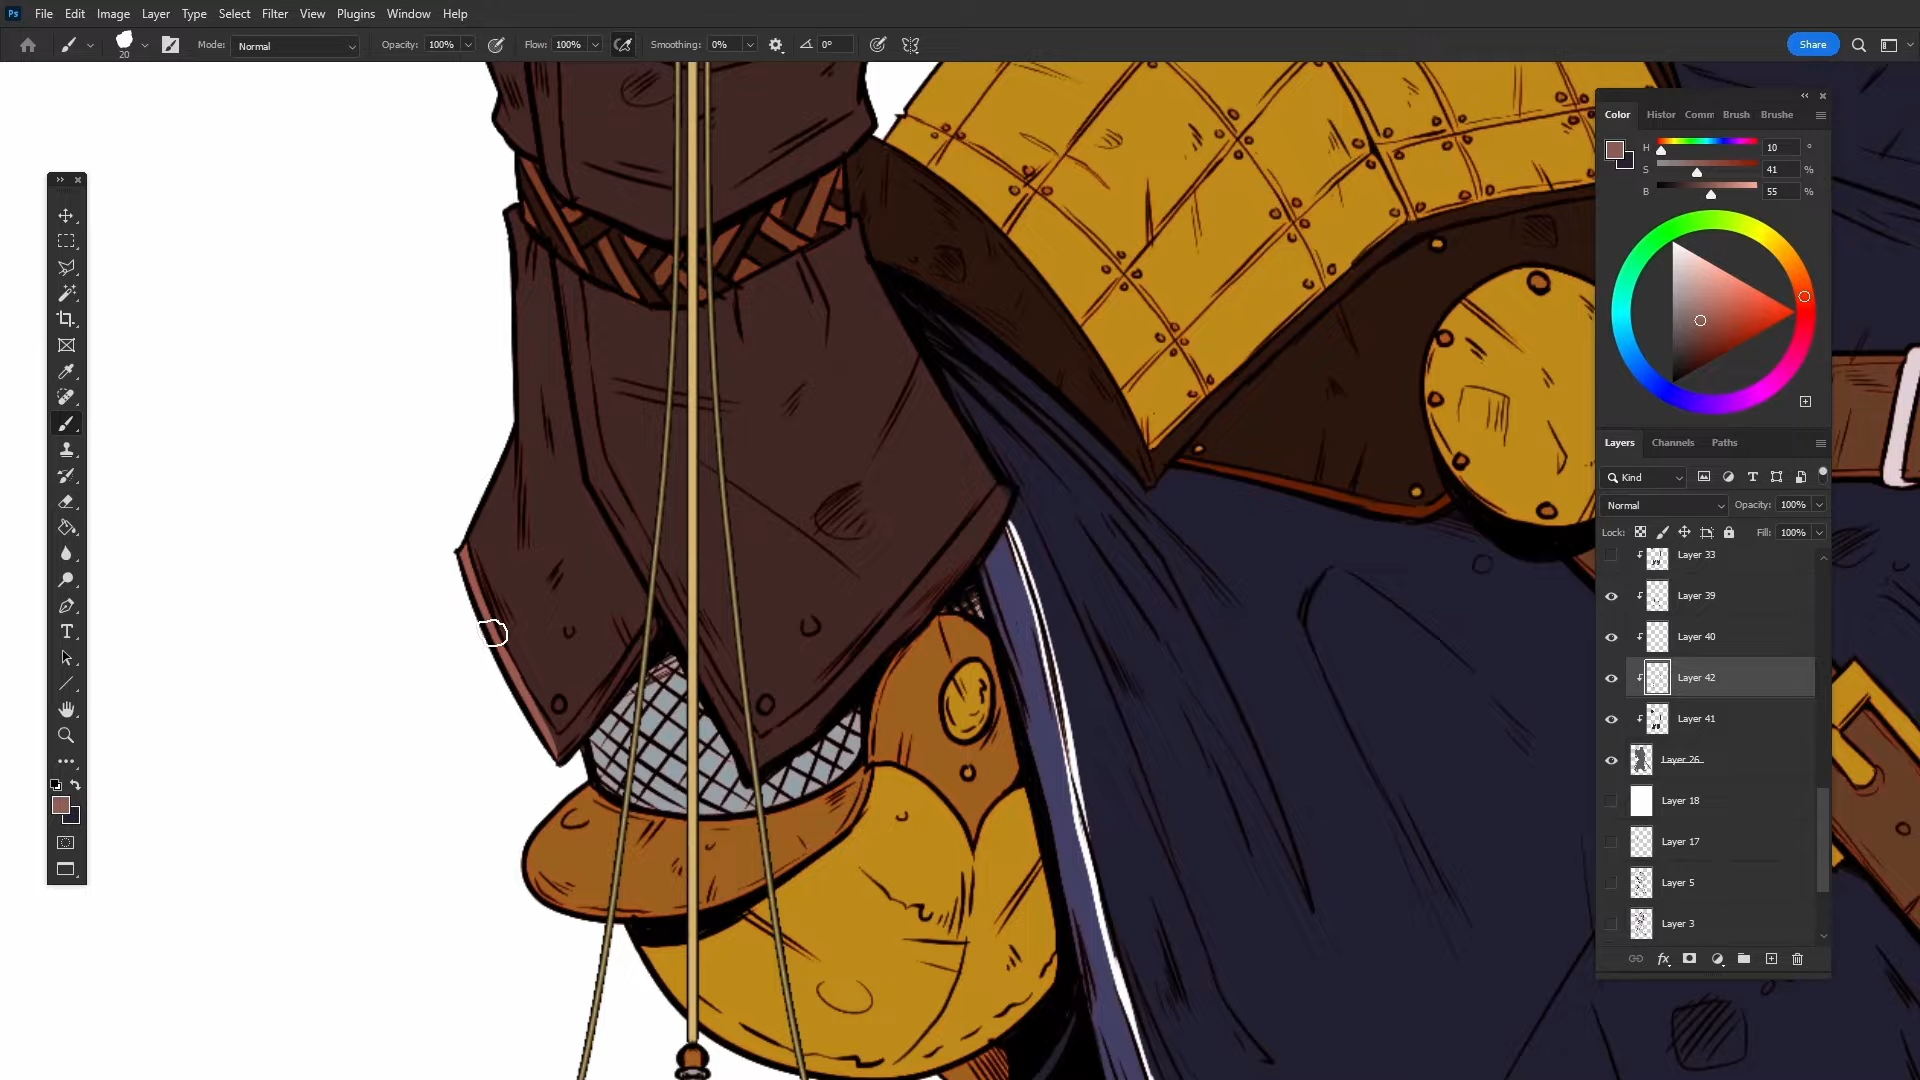 Ps File Edit Image Layer Type Select Filter View Plugins Window Help
20 Mode: Normal Opacity: 100% Flow: 100% Smoothing: 0% 0° Share
Color Histor Comm Brush Brushe
H 10 °
S 41 %
B 55 %
Layers Channels Paths
Kind
Normal Opacity: 100%
Lock: Fill: 100%
Layer 33
Layer 39
Layer 40
Layer 42
Layer 41
Layer 26
Layer 18
Layer 17
Layer 5
Layer 3
fx